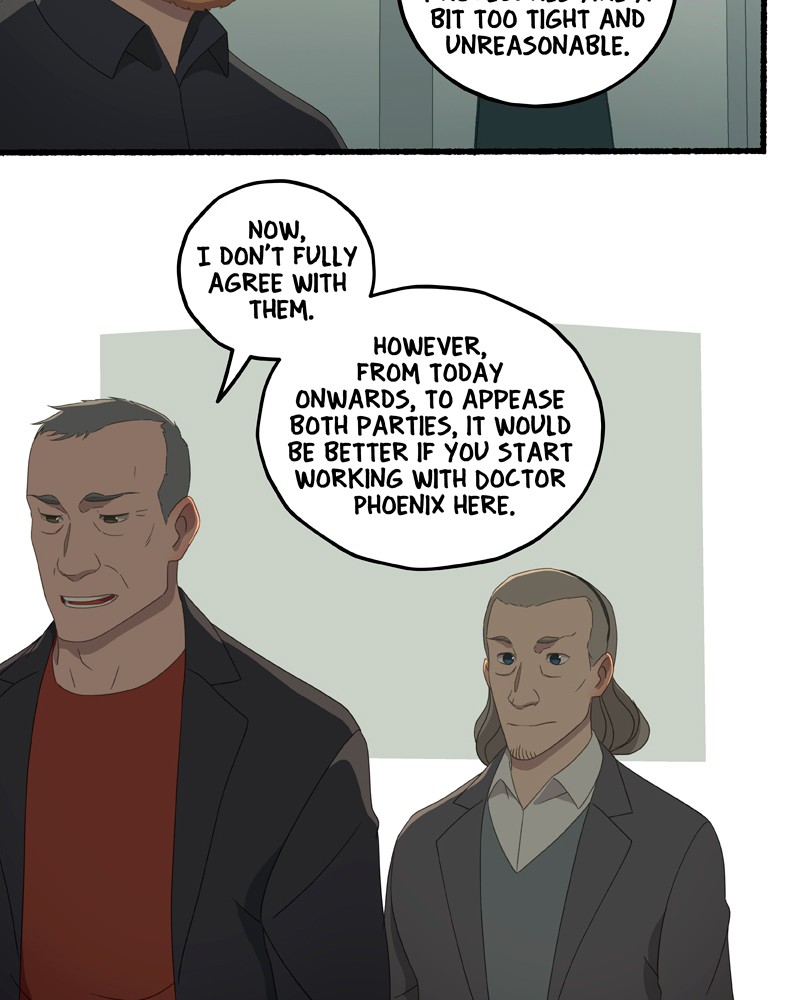 BIT TOO TIGHT AND
UNREASONABLE.
NOW,
I DON'T FULLY
AGREE WITH
THEM.
HOWEVER,
FROM TODAY
ONWARDS, TO APPEASE
BOTH PARTIES, IT WOULD
BE BETTER IF YOU START
WORKING WITH DOCTOR
PHOENIX HERE.